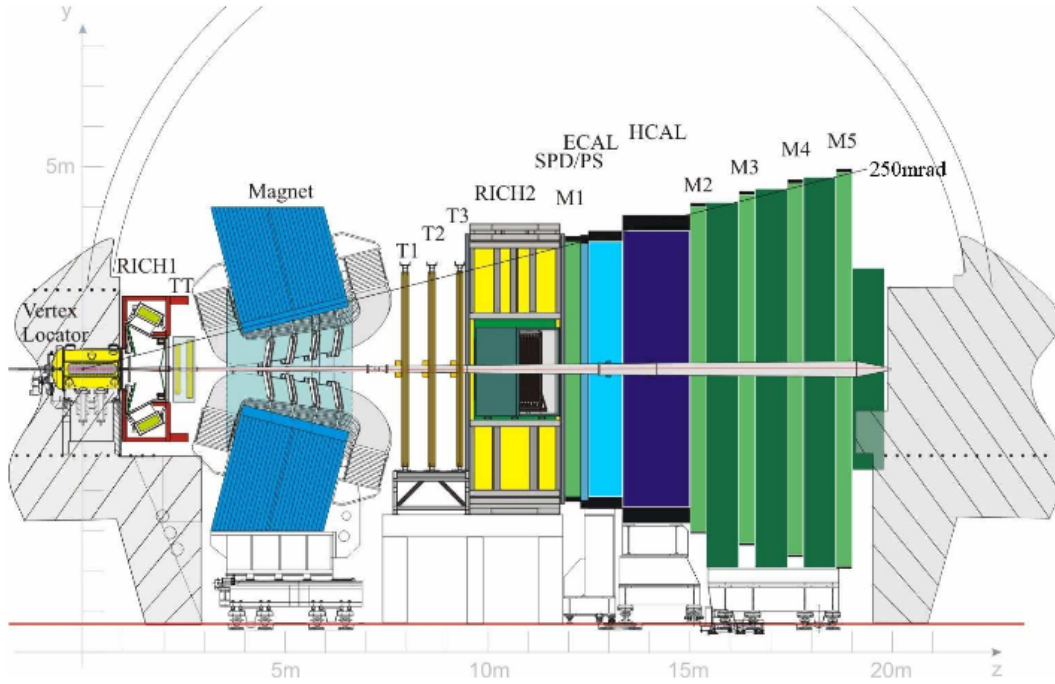 y
5m
Magnet
RICH1
TT
Vertex
Locator
T1
T2
T3
RICH2
M1
SPD/PS
ECAL
HCAL
M2
M3
M4
M5
250mrad
5m
10m
15m
20m
z